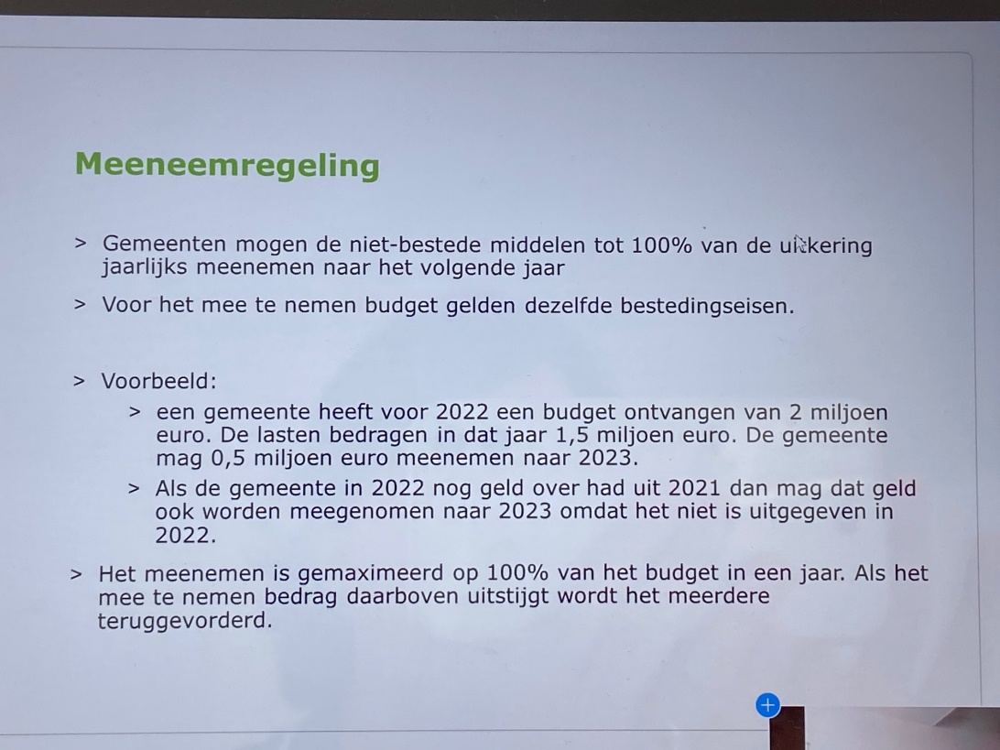 Meeneemregeling
> Gemeenten mogen de niet-bestede middelen tot 100% van de uitkering
jaarlijks meenemen naar het volgende jaar
> Voor het mee te nemen budget gelden dezelfde bestedingseisen.
> Voorbeeld:
> een gemeente heeft voor 2022 een budget ontvangen van 2 miljoen
euro. De lasten bedragen in dat jaar 1,5 miljoen euro. De gemeente
mag 0,5 miljoen euro meenemen naar 2023.
> Als de gemeente in 2022 nog geld over had uit 2021 dan mag dat geld
ook worden meegenomen naar 2023 omdat het niet is uitgegeven in
2022.
> Het meenemen is gemaximeerd op 100% van het budget in een jaar. Als het
mee te nemen bedrag daarboven uitstijgt wordt het meerdere
teruggevorderd.